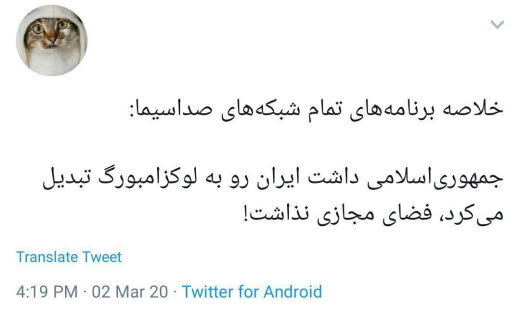 خلاصه برنامه‌های تمام شبکه‌های صداسیما:
جمهوری‌اسلامی داشت ایران رو به لوکزامبورگ تبدیل
می‌کرد، فضای مجازی نذاشت!
Translate Tweet
4:19 PM · 02 Mar 20 · Twitter for Android